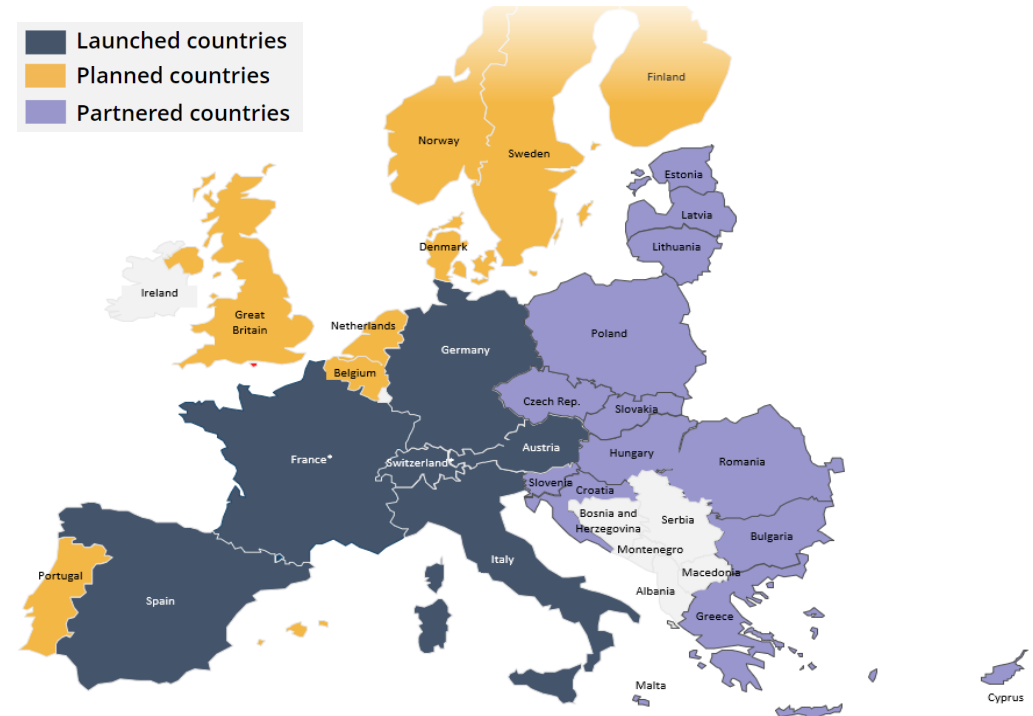 Launched countries
Planned countries
Partnered countries
Finland
Norway
Sweden
Estonia
Latvia
Lithuania
Denmark
Ireland
Great
Britain
Netherlands
Belgium
Germany
Poland
Czech Rep.
Slovakia
Austria
Hungary
France*
Switzerland*
Romania
Slovenia
Croatia
Bosnia and
Herzegovina
Serbia
Bulgaria
Montenegro
Italy
Macedonia
Albania
Portugal
Spain
Greece
Malta
Cyprus